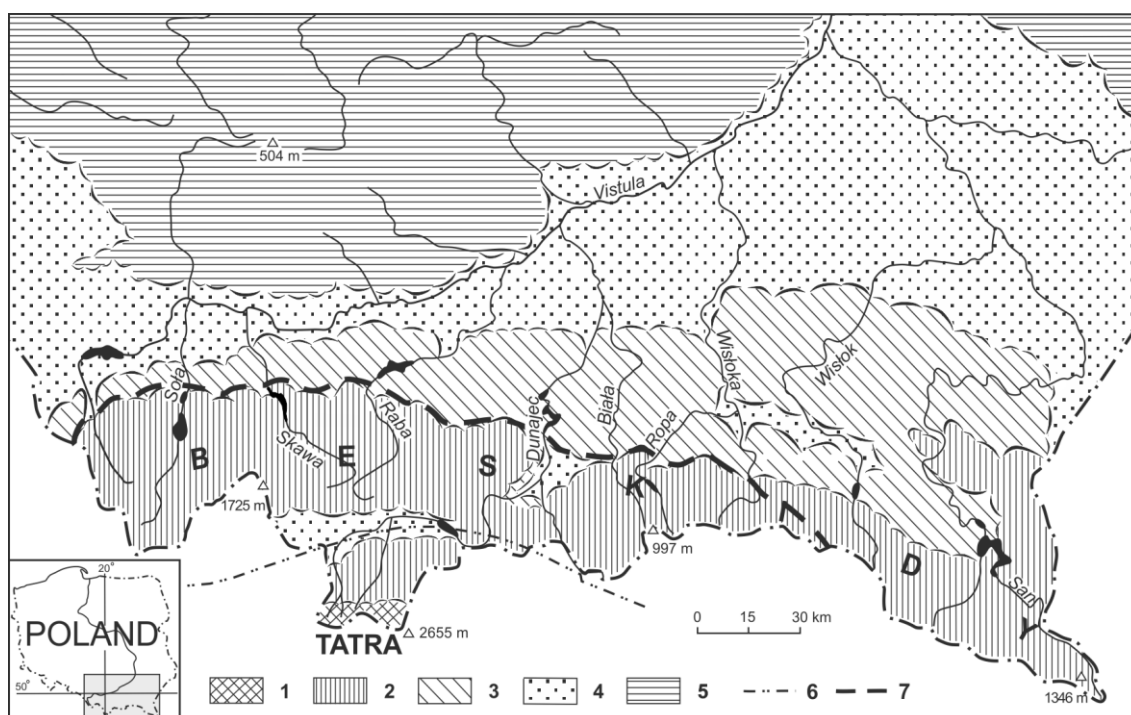 504 m
Vistula
Soła
Skawa
Raba
Dunajec
Biała
Ropa
Wisłoka
Wisłok
San
B E S K I D Y
1725 m
997 m
TATRA
2655 m
1346 m
0 15 30 km
20°
POLAND
50°
1 2 3 4 5 6 7